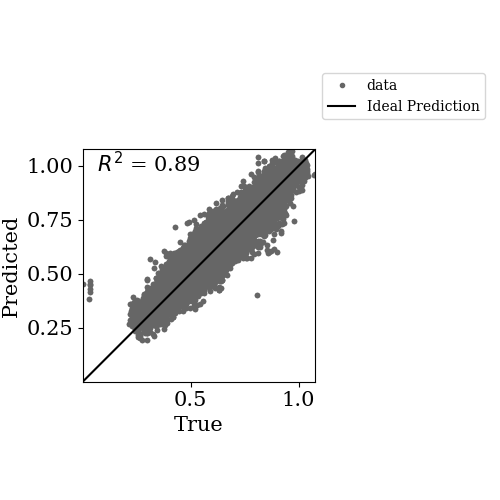 data
Ideal Prediction
R² = 0.89
1.00
0.75
0.50
0.25
Predicted
0.5 1.0
True